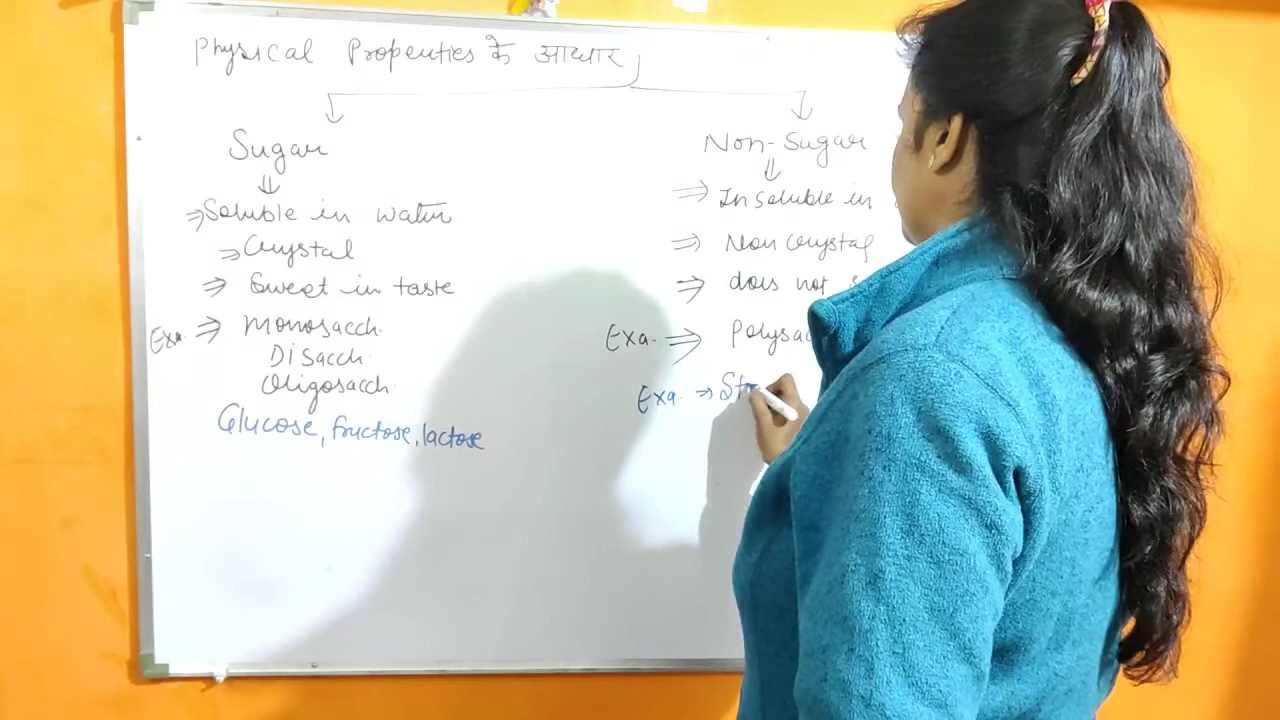 Physical Properties के आधार
Sugar
⇓
⇒ Soluble in water
⇒ Crystal
⇒ Sweet in taste
Exa. ⇒ Monosacch.
Disacch.
Oligosacch.
Glucose, fructose, lactose
Non-Sugar
⇓
⇒ Insoluble in
⇒ Non Crystal
⇒ does not
Exa. ⇒ Polysac
Exa. ⇒ St